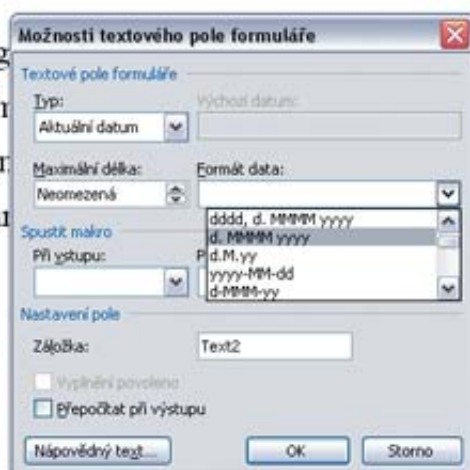 Možnosti textového pole formuláře
Textové pole formuláře
Typ: Výchozí datum:
Aktuální datum
Maximální délka: Formát data:
Neomezená
dddd, d. MMMM yyyy
d. MMMM yyyy
d.M.yy
yyyy-MM-dd
d-MMM-yy
Spustit makro
Při vstupu: P
Nastavení pole
Záložka: Text2
Vyplnění povoleno
Přepočítat při výstupu
Nápovědný text... OK Storno